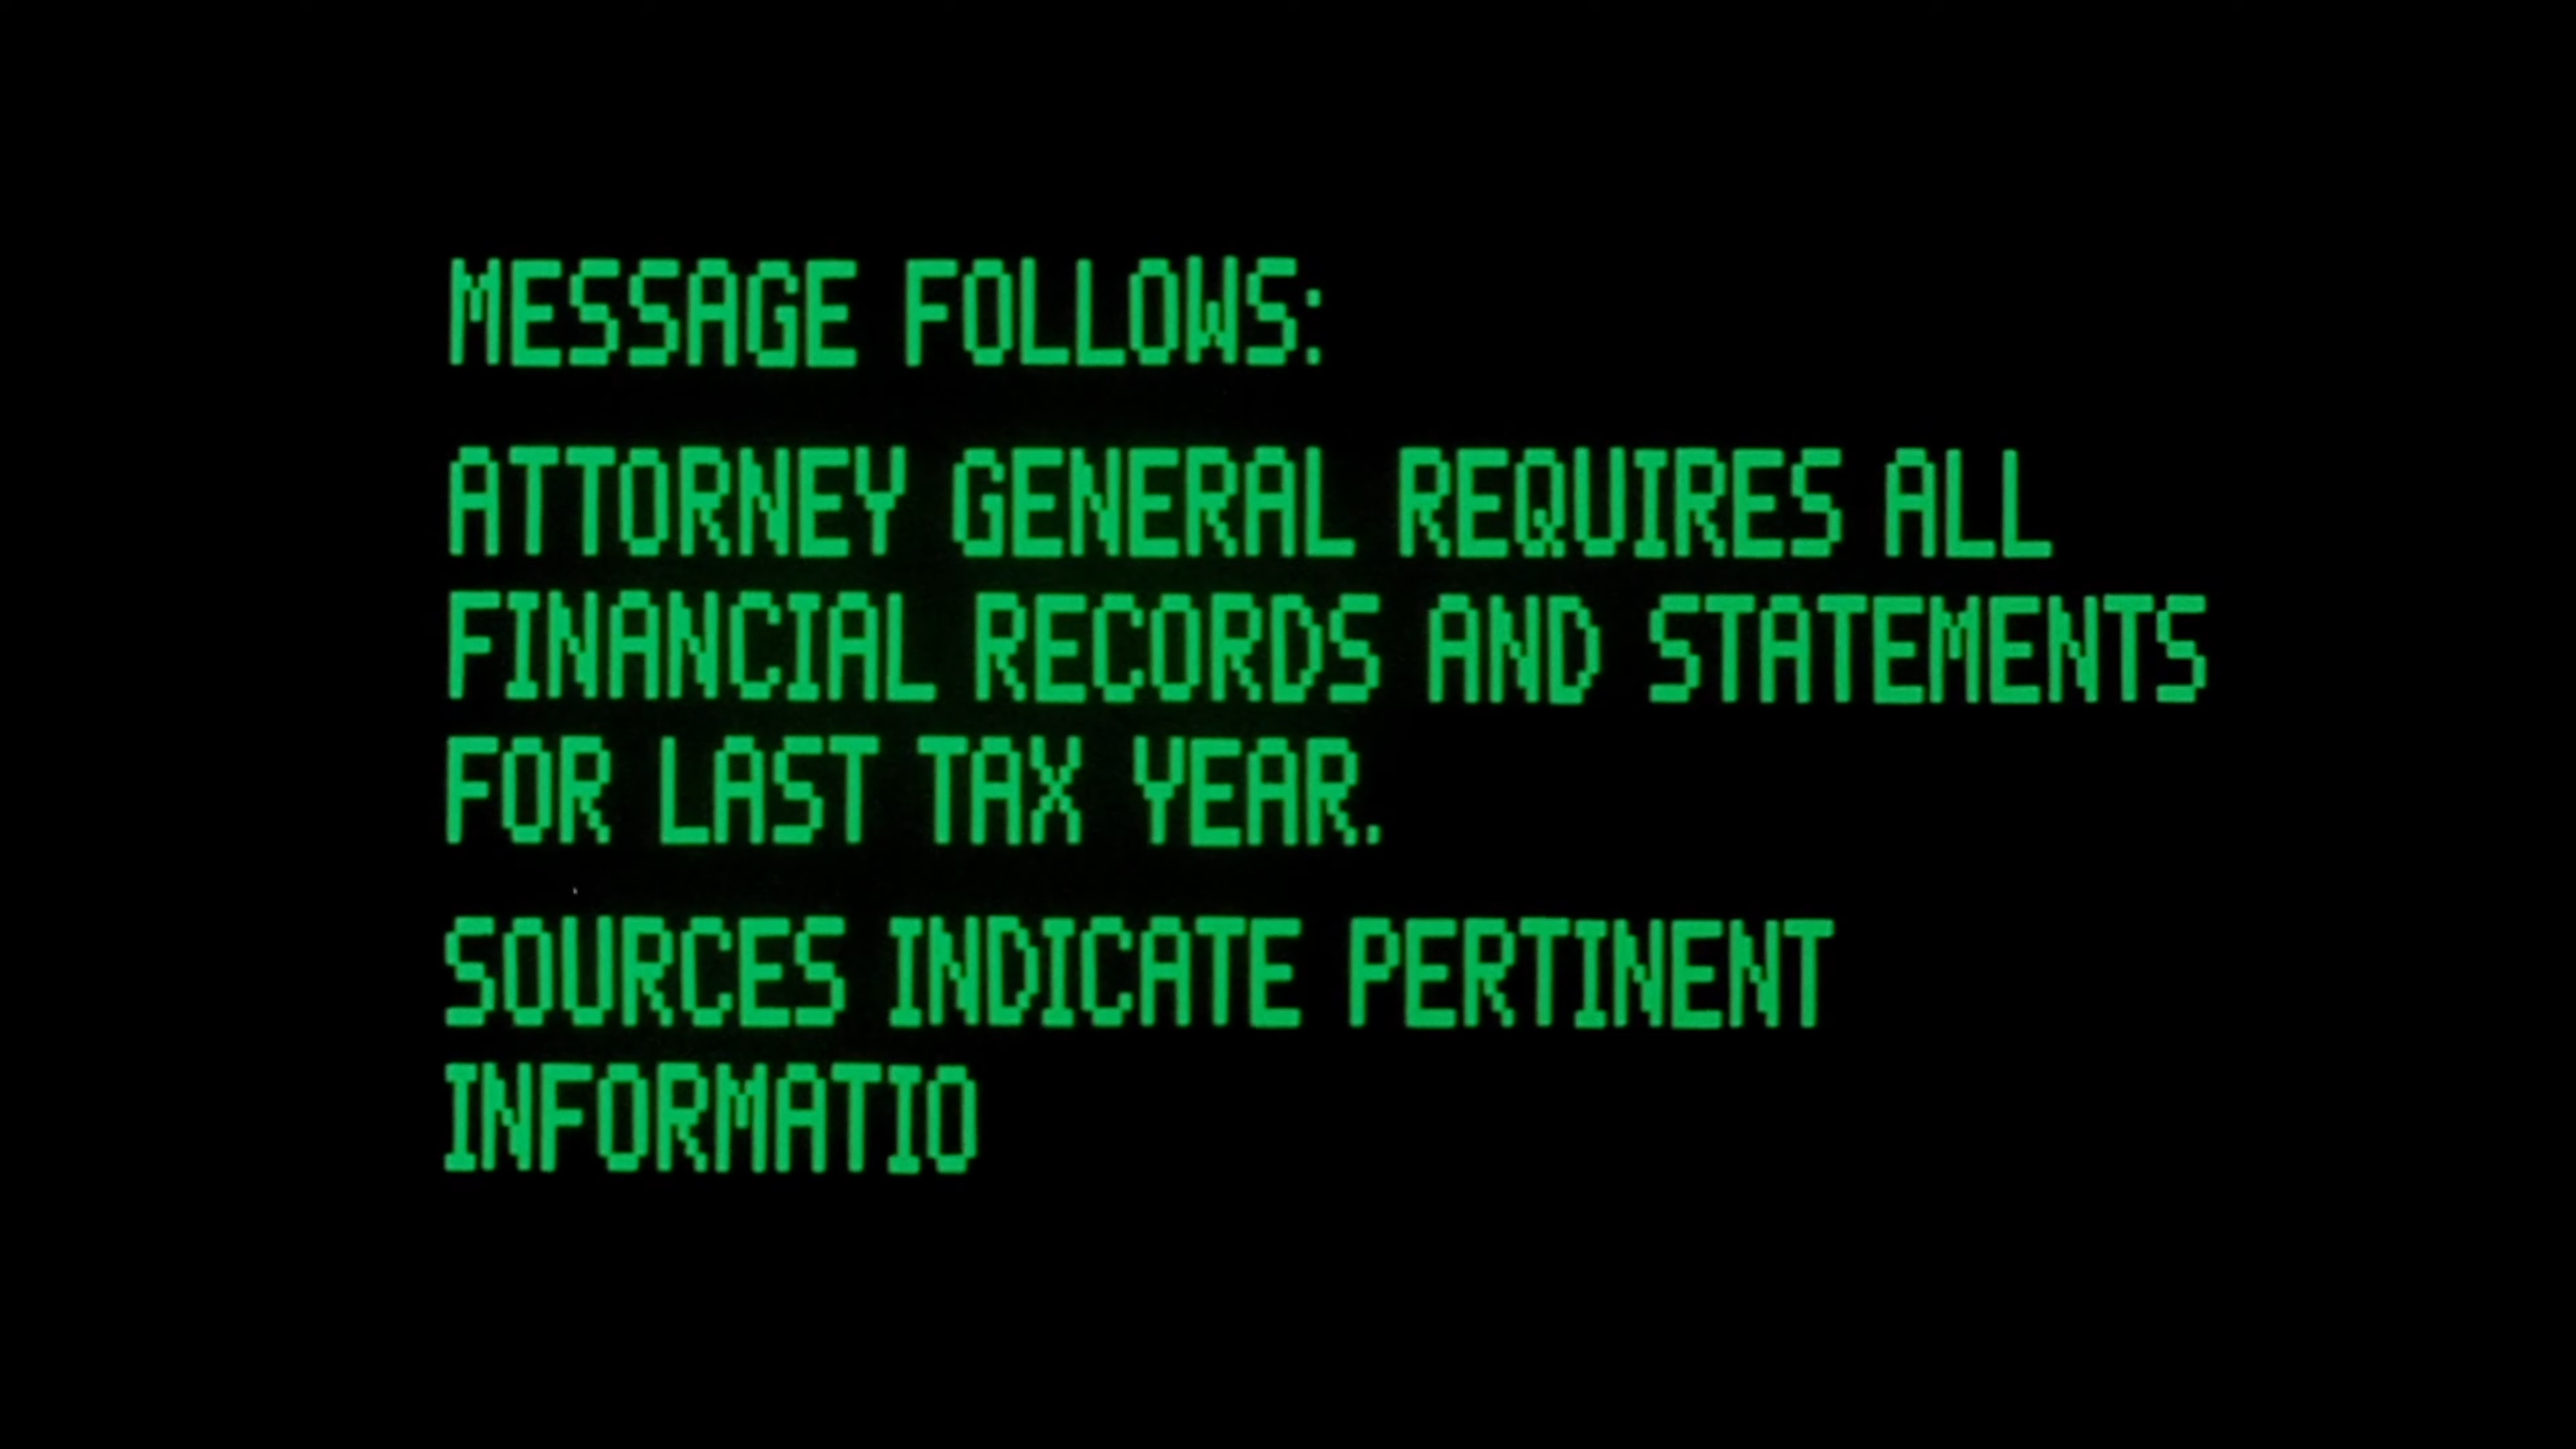 MESSAGE FOLLOWS:
ATTORNEY GENERAL REQUIRES ALL
FINANCIAL RECORDS AND STATEMENTS
FOR LAST TAX YEAR.
SOURCES INDICATE PERTINENT
INFORMATIO